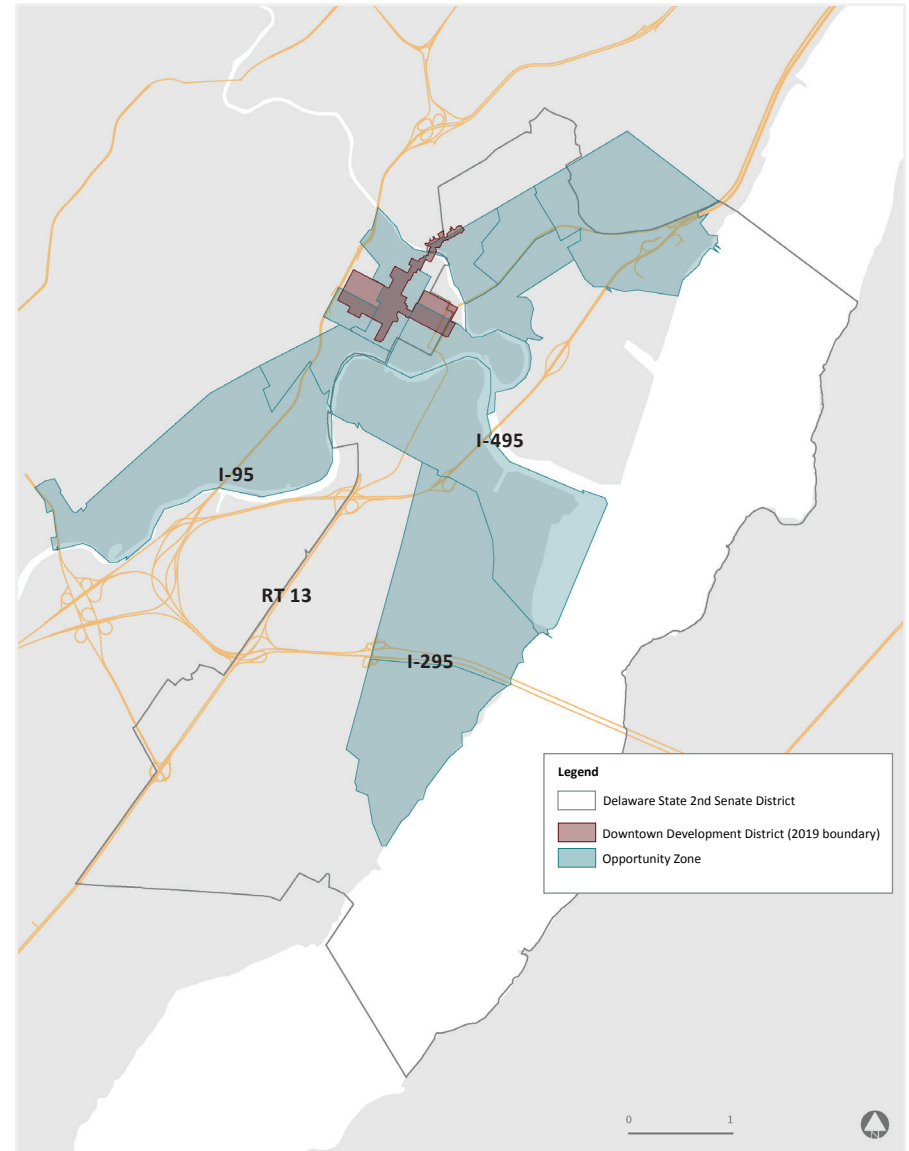 I-495
I-95
RT 13
I-295
Legend
Delaware State 2nd Senate District
Downtown Development District (2019 boundary)
Opportunity Zone
0 1
N